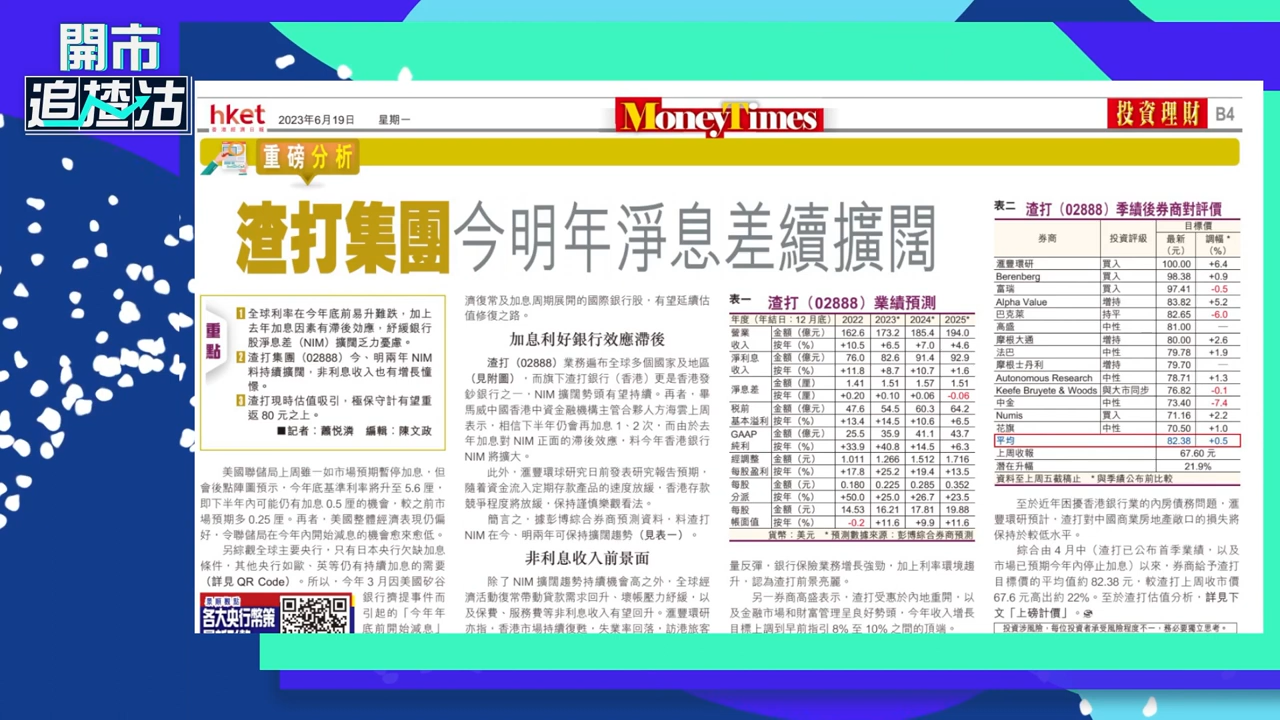 開市
追揸沽
hket
香港經濟日報
2023年6月19日 星期一
MoneyTimes
投資理財 B4
重磅分析
渣打集團今明年淨息差續擴闊
重點
1 全球利率在今年底前易升難跌,加上
去年加息因素有滯後效應,紓緩銀行
股淨息差(NIM)擴闊乏力憂慮。
2 渣打集團(02888)今、明兩年NIM
料持續擴闊,非利息收入也有增長憧
憬。
3 渣打現時估值吸引,極保守計有望重
返80元之上。
■記者:蕭悦濟 編輯:陳文政
美國聯儲局上周雖一如市場預期暫停加息,但
會後點陣圖預示,今年底基準利率將升至5.6厘,
即下半年內可能仍有加息0.5厘的機會,較之前市
場預期多0.25厘。再者,美國整體經濟表現仍偏
好,令聯儲局在今年內開始減息的機會愈來愈低。
另綜觀全球主要央行,只有日本央行欠缺加息
條件,其他央行如歐、英等仍有持續加息的需要
(詳見QR Code)。所以,今年3月因美國矽谷
銀行擠提事件而
引起的「今年年
底前開始減息」
各大央行幣策
濟復常及加息周期展開的國際銀行股,有望延續估
值修復之路。
加息利好銀行效應滯後
渣打(02888)業務遍布全球多個國家及地區
(見附圖),而旗下渣打銀行(香港)更是香港發
鈔銀行之一,NIM擴闊勢頭有望持續。再者,畢
馬威中國香港中資金融機構主管合夥人方海雲上周
表示,相信下半年仍會再加息1、2次,而由於去
年加息對NIM正面的滯後效應,料今年香港銀行
NIM將擴大。
此外,滙豐環研究日前發表研究報告預期,
隨着資金流入定期存款產品的速度放緩,香港存款
競爭程度將放緩,保持謹慎樂觀看法。
簡言之,據彭博綜合券商預測資料,料渣打
NIM在今、明兩年可保持擴闊趨勢(見表一)。
非利息收入前景面
除了NIM擴闊趨勢持續機會高之外,全球經
濟活動復常帶動貸款需求回升、壞帳壓力紓緩,以
及保費、服務費等非利息收入有望回升。滙豐環研
亦指,香港市場持續復甦,失業率回落,訪港旅客
表一 渣打(02888)業績預測
年度(年結日:12月底) 2022 2023* 2024* 2025*
營業收入 金額(億元) 162.6 173.2 185.4 194.0
按年(%) +10.5 +6.5 +7.0 +4.6
淨利息收入 金額(億元) 76.0 82.6 91.4 92.9
按年(%) +11.8 +8.7 +10.7 +1.6
淨息差 金額(厘) 1.41 1.51 1.57 1.51
按年(厘) +0.20 +0.10 +0.06 -0.06
稅前基本溢利 金額(億元) 47.6 54.5 60.3 64.2
按年(%) +13.4 +14.5 +10.6 +6.5
GAAP純利 金額(億元) 25.5 35.9 41.1 43.7
按年(%) +33.9 +40.8 +14.5 +6.3
經調整每股盈利 金額(元) 1.011 1.266 1.512 1.716
按年(%) +17.8 +25.2 +19.4 +13.5
每股分派 金額(元) 0.180 0.225 0.285 0.352
按年(%) +50.0 +25.0 +26.7 +23.5
每股帳面值 金額(元) 14.53 16.21 17.81 19.88
按年(%) -0.2 +11.6 +9.9 +11.6
貨幣:美元 *預測數據來源:彭博綜合券商預測
量反彈,銀行保險業務增長強勁,加上利率環境趨
升,認為渣打前景亮麗。
另一券商高盛表示,渣打受惠於內地重開,以
及金融市場和財富管理呈良好勢頭,今年收入增長
目標上調到早前指引8%至10%之間的頂端。
表二 渣打(02888)季績後券商對評價
券商 投資評級 目標價
最新(元) 調幅*(%)
滙豐環研 買入 100.00 +6.4
Berenberg 買入 98.38 +0.9
富瑞 買入 97.41 -0.5
Alpha Value 增持 83.82 +5.2
巴克萊 持平 82.65 -6.0
高盛 中性 81.00 —
摩根大通 增持 80.00 +2.6
法巴 中性 79.78 +1.9
摩根士丹利 增持 79.70 —
Autonomous Research 中性 78.71 +1.3
Keefe Bruyete & Woods 與大市同步 76.82 -0.1
中金 中性 73.40 -7.4
Numis 買入 71.16 +2.2
花旗 中性 70.50 +1.0
平均 82.38 +0.5
上周收報 67.60元
潛在升幅 21.9%
資料至上周五截稿止 *與季績公布前比較
至於近年困擾香港銀行業的內房債務問題,滙
豐環研預計,渣打對中國商業房地產敞口的損失將
保持於較低水平。
綜合由4月中(渣打已公布首季業績,以及
市場已預期今年內停止加息)以來,券商給予渣打
目標價的平均值約82.38元,較渣打上周收市價
67.6元高出約22%。至於渣打估值分析,詳見下
文「上磅計價」。
投資涉風險,每位投資者承受風險程度不一,務必要獨立思考。